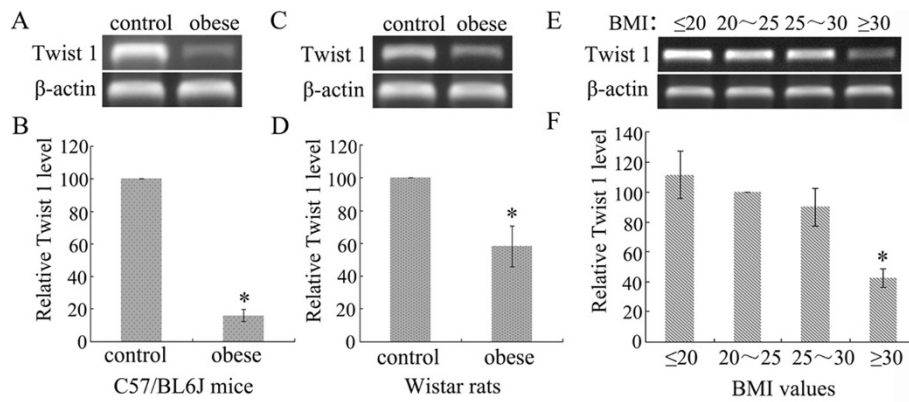 A
control obese
Twist 1
β-actin
B
Relative Twist 1 level
120
100
80
60
40
20
0
*
control obese
C57/BL6J mice
C
control obese
Twist 1
β-actin
D
Relative Twist 1 level
120
100
80
60
40
20
0
*
control obese
Wistar rats
E
BMI: ≤20 20～25 25～30 ≥30
Twist 1
β-actin
F
Relative Twist 1 level
140
120
100
80
60
40
20
0
*
≤20 20～25 25～30 ≥30
BMI values